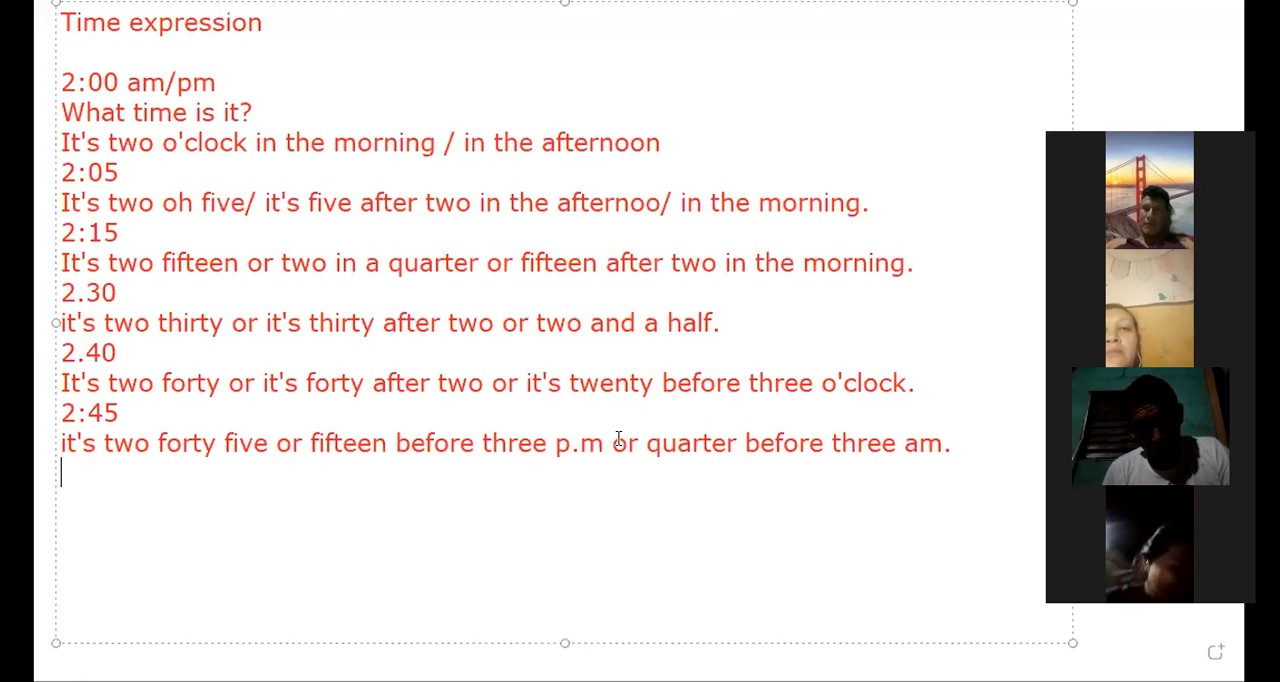 Time expression
2:00 am/pm
What time is it?
It's two o'clock in the morning / in the afternoon
2:05
It's two oh five/ it's five after two in the afternoo/ in the morning.
2:15
It's two fifteen or two in a quarter or fifteen after two in the morning.
2.30
it's two thirty or it's thirty after two or two and a half.
2.40
It's two forty or it's forty after two or it's twenty before three o'clock.
2:45
it's two forty five or fifteen before three p.m or quarter before three am.